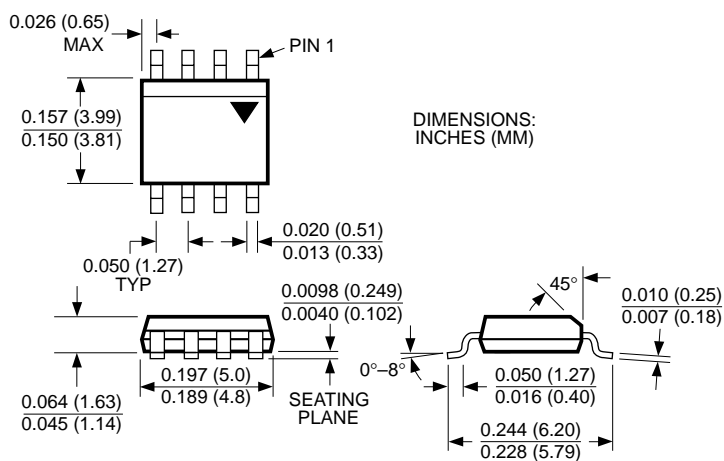 0.026 (0.65)
MAX
PIN 1
0.157 (3.99)
0.150 (3.81)
DIMENSIONS:
INCHES (MM)
0.020 (0.51)
0.013 (0.33)
0.050 (1.27)
TYP
0.0098 (0.249)
0.0040 (0.102)
45°
0.010 (0.25)
0.007 (0.18)
0°–8°
0.197 (5.0)
0.189 (4.8)
SEATING
PLANE
0.050 (1.27)
0.016 (0.40)
0.064 (1.63)
0.045 (1.14)
0.244 (6.20)
0.228 (5.79)